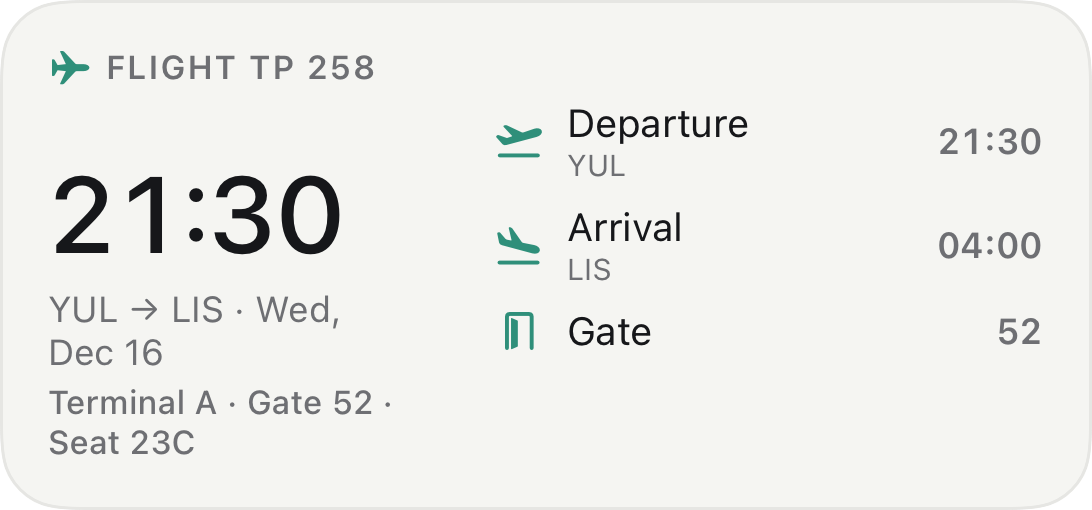 FLIGHT TP 258
21:30
YUL → LIS · Wed,
Dec 16
Terminal A · Gate 52 ·
Seat 23C
Departure 21:30
YUL
Arrival 04:00
LIS
Gate 52